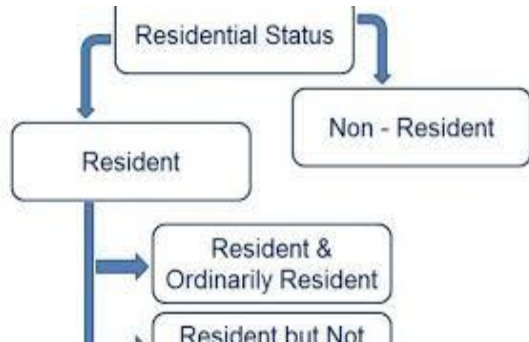 Residential Status
Non - Resident
Resident
Resident &
Ordinarily Resident
Resident but Not